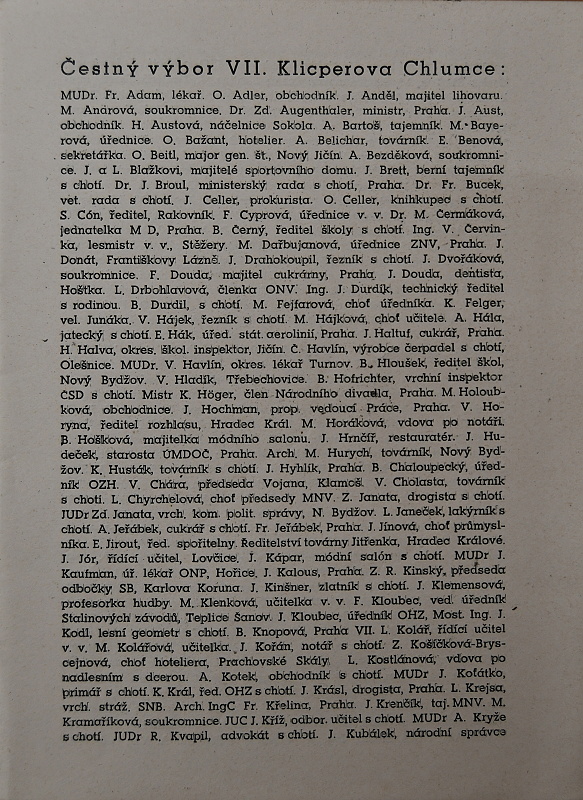 Čestný výbor VII. Klicperova Chlumce:
MUDr. Fr. Adam, lékař. O. Adler, obchodník. J. Anděl, majitel lihovaru.
M. Andrová, soukromnice. Dr. Zd. Augenthaler, ministr, Praha. J. Aust,
obchodník. H. Austová, náčelnice Sokola. A. Bartoš, tajemník. M. Baye-
rová, úřednice. O. Bažant, hotelier. A. Belichar, továrník. E. Benová,
sekretářka. O. Beitl, major gen. št., Nový Jičín. A. Bezděková, soukromni-
ce. J. a L. Blažkovi, majitelé sportovního domu. J. Brett, berní tajemník
s chotí. Dr. J. Broul, ministerský rada s chotí, Praha. Dr. Fr. Bucek,
vet. rada s chotí. J. Celler, prokurista. O. Celler, knihkupec s chotí.
S. Cón, ředitel, Rakovník. F. Cyprová, úřednice v. v. Dr. M. Čermáková,
jednatelka M D, Praha. B. Černý, ředitel školy s chotí. Ing. V. Červin-
ka, lesmistr v. v., Stěžery. M. Dařbujanová, úřednice ZNV, Praha. J.
Donát, Františkovy Lázně. J. Drahokoupil, řezník s chotí. J. Dvořáková,
soukromnice. F. Douda, majitel cukrárny, Praha. J. Douda, dentista,
Hoštka. L. Drbohlavová, členka ONV. Ing. J. Durdík, technický ředitel
s rodinou. B. Durdil, s chotí. M. Fejfarová, choť úředníka. K. Felger,
vel. Junáka. V. Hájek, řezník s chotí. M. Hájková, choť učitele. A. Hála,
jatecký s chotí. E. Hák, úřed. stát. aerolinií, Praha. J. Haltuf, cukrář, Praha.
H. Halva, okres. škol. inspektor, Jičín. Č. Havlín, výrobce čerpadel s chotí,
Olešnice. MUDr. V. Havlín, okres. lékař Turnov. B. Hloušek, ředitel škol,
Nový Bydžov. V. Hladík, Třebechovice. B. Hofrichter, vrchní inspektor
ČSD s chotí. Mistr K. Höger, člen Národního divadla, Praha. M. Holoub-
ková, obchodnice. J. Hochman, prop. vedoucí Práce, Praha. V. Ho-
ryna, ředitel rozhlasu, Hradec Král. M. Horáková, vdova po notáři.
B. Hošková, majitelka módního salonu. J. Hrnčíř, restauratér. J. Hu-
deček, starosta ÚMDOČ, Praha. Arch. M. Hurych, továrník, Nový Byd-
žov. K. Husták, továrník s chotí. J. Hyhlík, Praha. B. Chaloupecký, úřed-
ník OZH. V. Chára, předseda Vojana, Klamoš. V. Cholasta, továrník
s chotí. L. Chyrchelová, choť předsedy MNV. Z. Janata, drogista s chotí.
JUDr Zd. Janata, vrch. kom. polit. správy, N. Bydžov. L. Janeček, lakýrník s
chotí. A. Jeřábek, cukrář s chotí. Fr. Jeřábek, Praha. J. Jínová, choť průmysl-
níka. E. Jirout, řed. spořitelny. Ředitelství továrny Jitřenka, Hradec Králové.
J. Jór, řídící učitel, Lovčice. J. Kápar, módní salón s chotí. MUDr J.
Kaufman, úř. lékař ONP, Hořice. J. Kalous, Praha. Z. R. Kinský, předseda
odbočky SB, Karlova Koruna. J. Kinšner, zlatník s chotí. J. Klemensová,
profesorka hudby. M. Klenková, učitelka v. v. F. Kloubec, ved. úředník
Stalinových závodů, Teplice Šanov. J. Kloubec, úředník OHZ, Most. Ing. J.
Kodl, lesní geometr s chotí. B. Knopová, Praha VII. L. Kolář, řídící učitel
v. v. M. Kolářová, učitelka. J. Kořán, notář s chotí. Z. Košíčková-Brys-
cejnová, choť hoteliera, Prachovské Skály. L. Kostlánová, vdova po
nadlesním s dcerou. A. Kotek, obchodník s chotí. MUDr J. Koťátko,
primář s chotí. K. Král, řed. OHZ s chotí. J. Krásl, drogista, Praha. L. Krejsa,
vrch. stráž. SNB. Arch. IngC Fr. Křelina, Praha. J. Krenčík, taj. MNV. M.
Kramaříková, soukromnice. JUC J. Kříž, odbor. učitel s chotí. MUDr A. Kryže
s chotí. JUDr R. Kvapil, advokát s chotí. J. Kubálek, národní správce